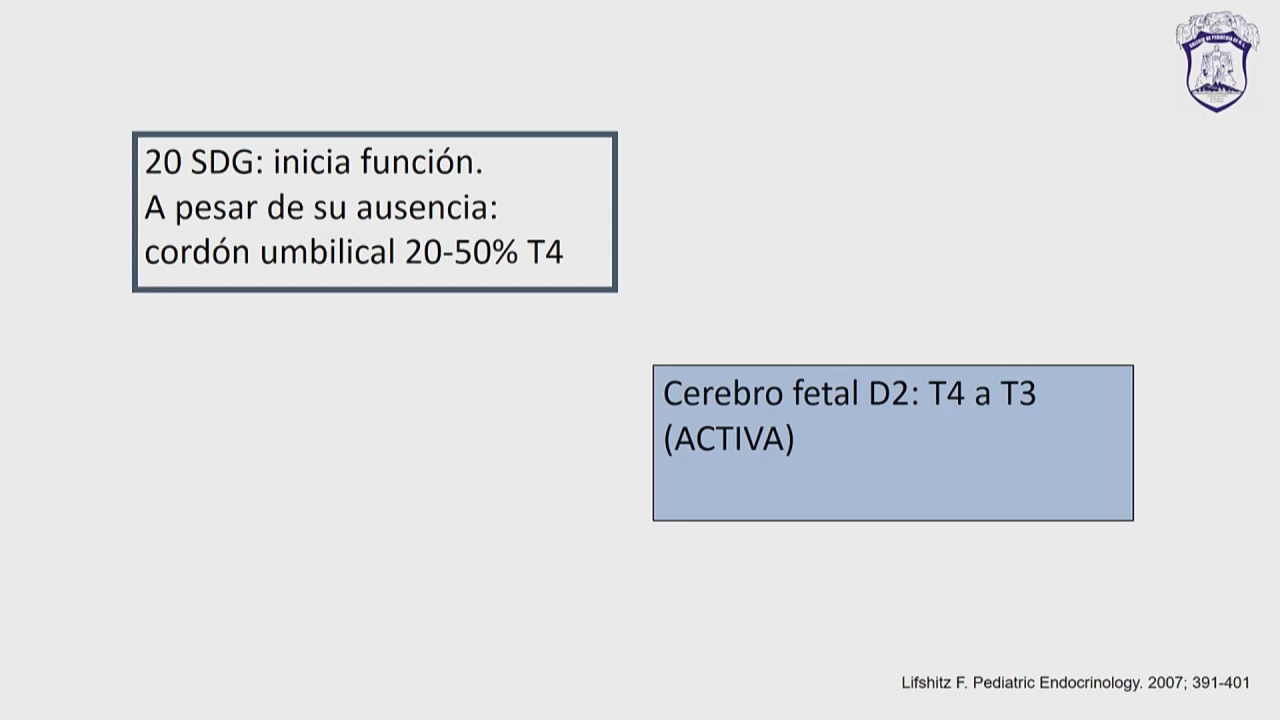 20 SDG: inicia función.
A pesar de su ausencia:
cordón umbilical 20-50% T4
Cerebro fetal D2: T4 a T3
(ACTIVA)
Lifshitz F. Pediatric Endocrinology. 2007; 391-401